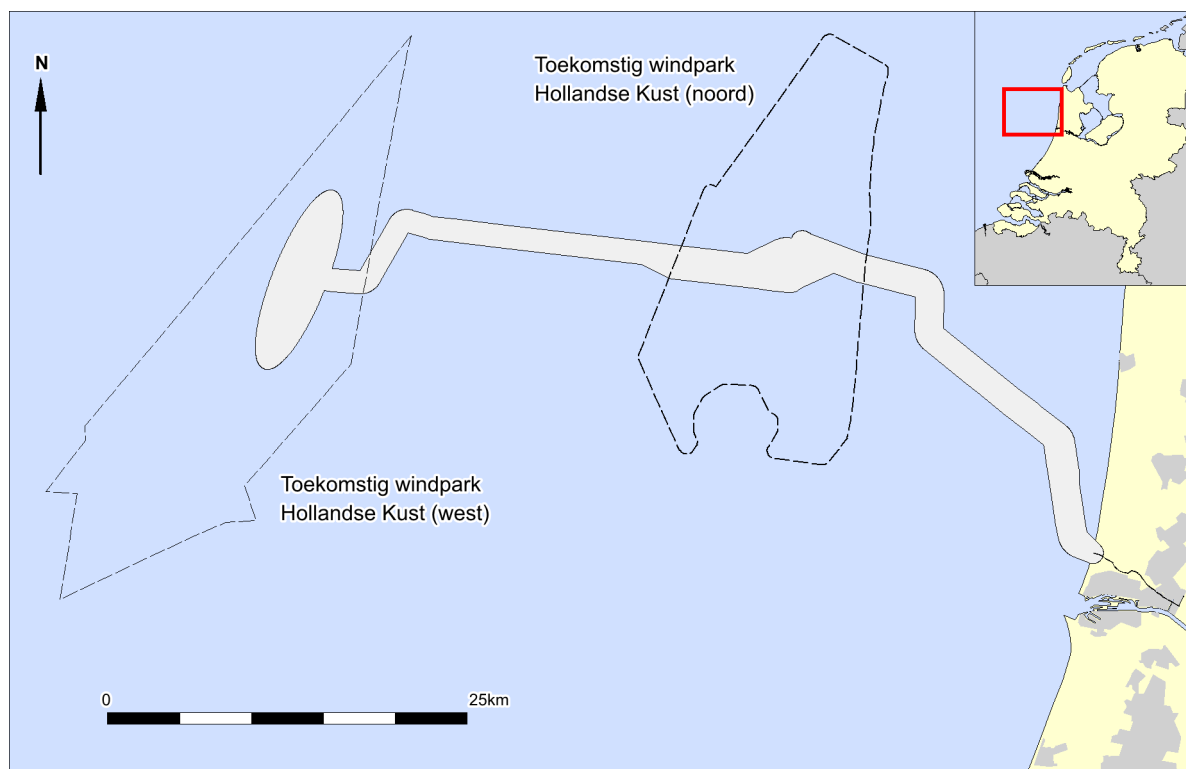 N
Toekomstig windpark
Hollandse Kust (noord)
Toekomstig windpark
Hollandse Kust (west)
0
25km